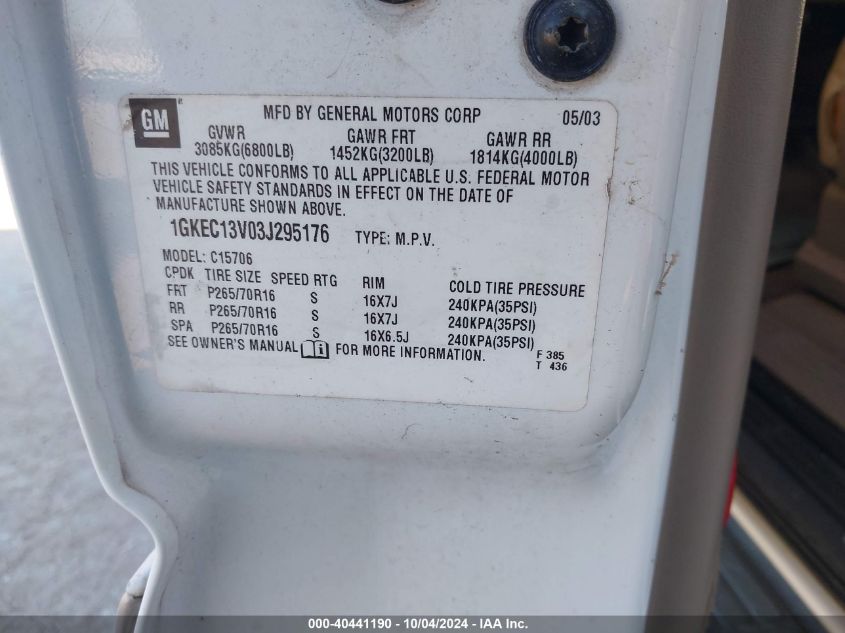 GM MFD BY GENERAL MOTORS CORP 05/03
GVWR GAWR FRT GAWR RR
3085KG(6800LB) 1452KG(3200LB) 1814KG(4000LB)
THIS VEHICLE CONFORMS TO ALL APPLICABLE U.S. FEDERAL MOTOR
VEHICLE SAFETY STANDARDS IN EFFECT ON THE DATE OF
MANUFACTURE SHOWN ABOVE.
1GKEC13V03J295176 TYPE: M.P.V.
MODEL: C15706
CPDK TIRE SIZE SPEED RTG RIM COLD TIRE PRESSURE
FRT P265/70R16 S 16X7J 240KPA(35PSI)
RR P265/70R16 S 16X7J 240KPA(35PSI)
SPA P265/70R16 S 16X6.5J 240KPA(35PSI)
SEE OWNER'S MANUAL FOR MORE INFORMATION.
F 385
T 436
000-40441190 - 10/04/2024 - IAA Inc.